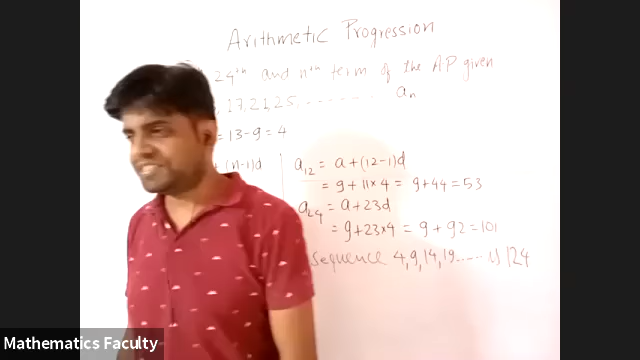 Arithmetic Progression
24th and nth term of the AP given
, 17, 21, 25, ........ an
= 13-9 = 4
+ (n-1)d
a12 = a+(12-1)d
= 9+11×4 = 9+44 = 53
a24 = a+23d
= 9+23×4 = 9+92 = 101
sequence 4, 9, 14, 19 ..... is 124
Mathematics Faculty